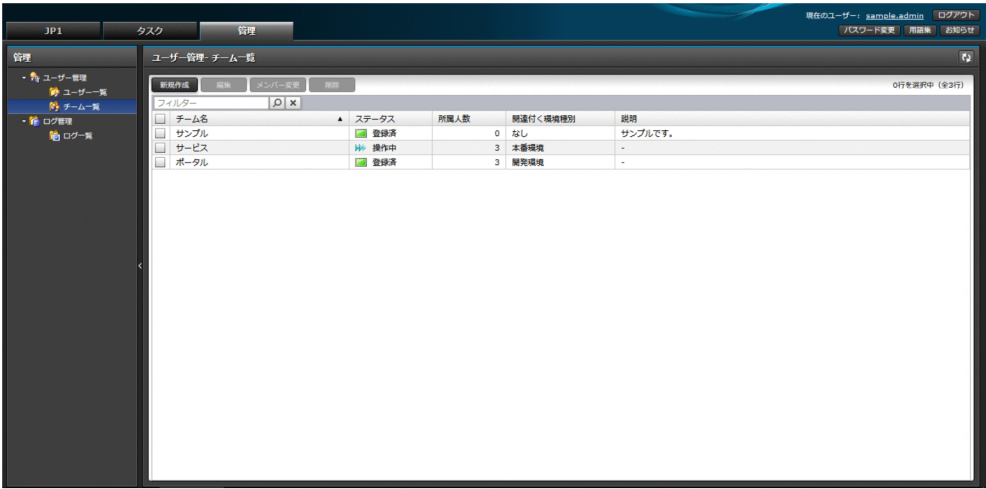 現在のユーザー: sample.admin ログアウト
JP1 タスク 管理 パスワード変更 用語集 お知らせ
管理
ユーザー管理
ユーザー一覧
チーム一覧
ログ管理
ログ一覧
ユーザー管理- チーム一覧
新規作成 編集 メンバー変更 削除 0行を選択中 (全3行)
フィルター
チーム名 ▲ ステータス 所属人数 関連付く環境種別 説明
サンプル 登録済 0 なし サンプルです。
サービス 操作中 3 本番環境 -
ポータル 登録済 3 開発環境 -